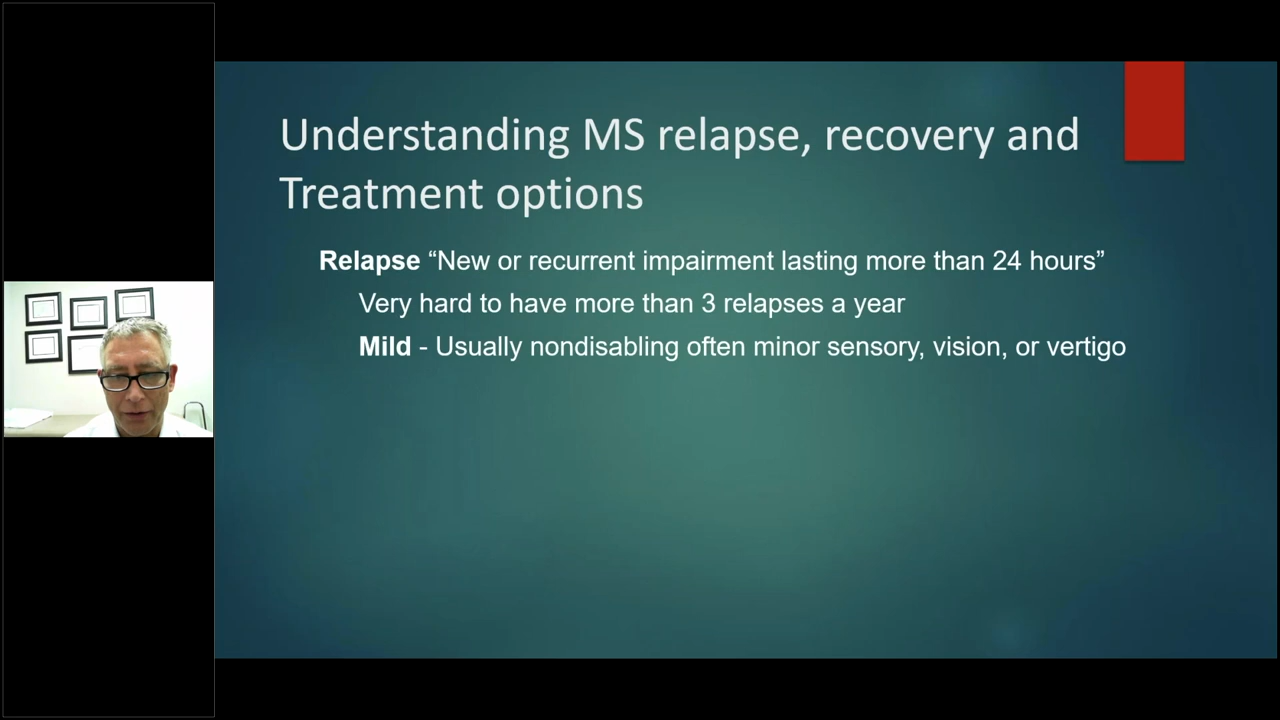 Understanding MS relapse, recovery and
Treatment options
Relapse “New or recurrent impairment lasting more than 24 hours”
Very hard to have more than 3 relapses a year
Mild - Usually nondisabling often minor sensory, vision, or vertigo